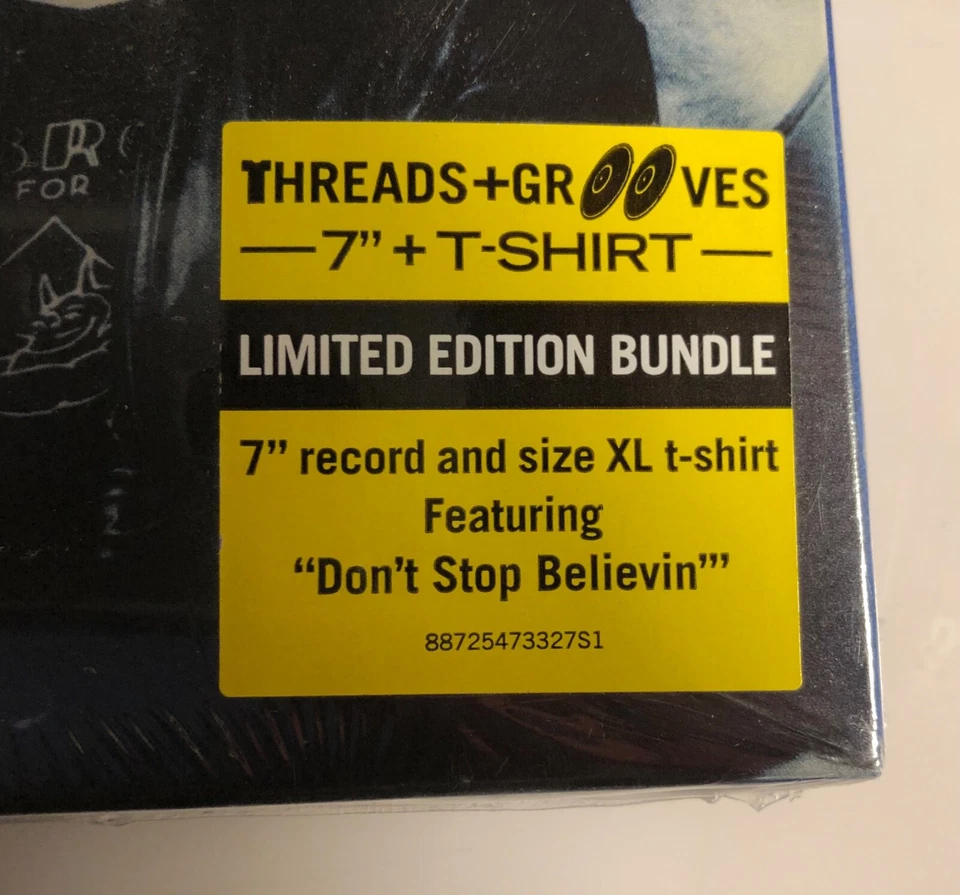 FOR
THREADS+GROOVES
7” + T-SHIRT
LIMITED EDITION BUNDLE
7” record and size XL t-shirt
Featuring
“Don’t Stop Believin’”
88725473327S1